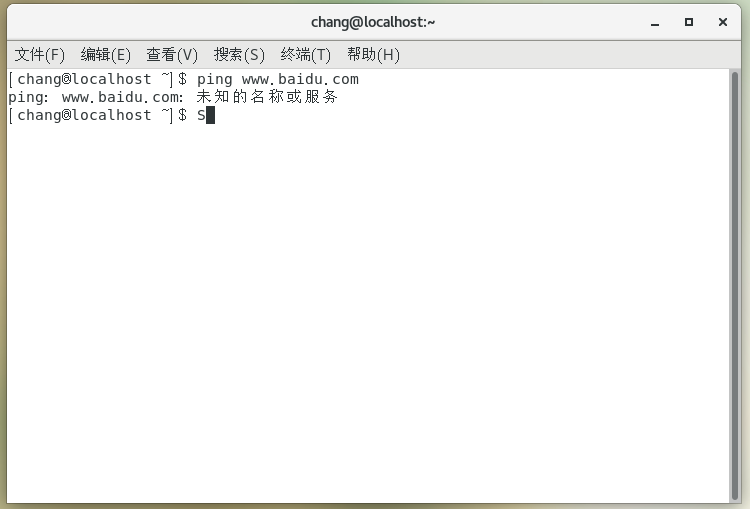 chang@localhost:~
文件(F) 编辑(E) 查看(V) 搜索(S) 终端(T) 帮助(H)
[chang@localhost ~]$ ping www.baidu.com
ping: www.baidu.com: 未知的名称或服务
[chang@localhost ~]$ S